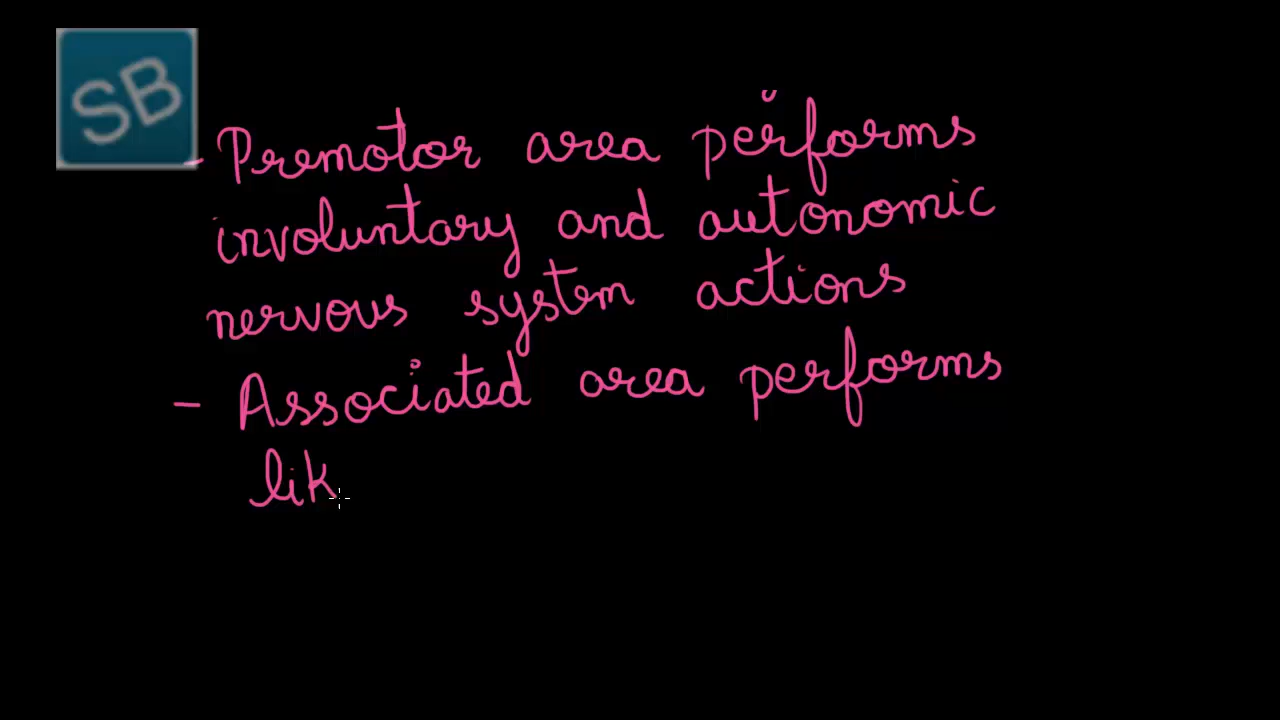 SB
- Premotor area performs
involuntary and autonomic
nervous system actions
- Associated area performs
lik